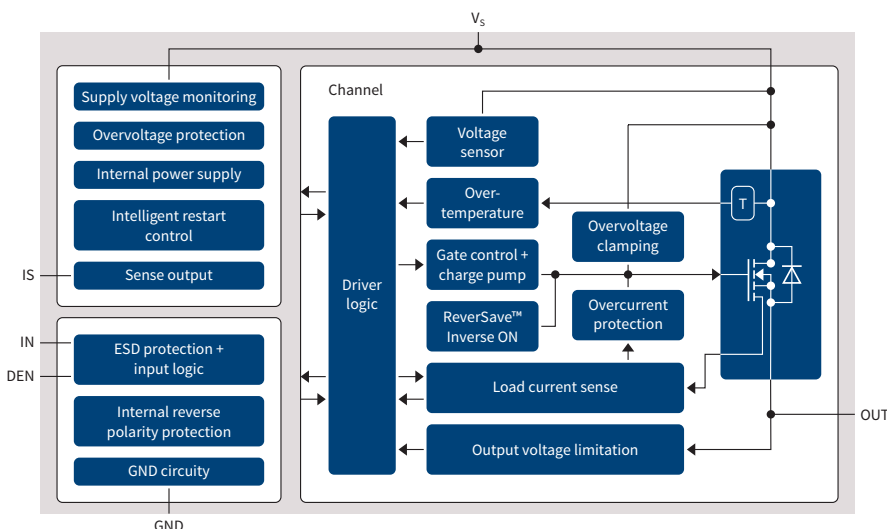 V_S
Supply voltage monitoring
Overvoltage protection
Internal power supply
Intelligent restart
control
Sense output
IS
IN
DEN
ESD protection +
input logic
Internal reverse
polarity protection
GND circuity
GND
Channel
Driver
logic
Voltage
sensor
Over-
temperature
Gate control +
charge pump
ReverSave™
Inverse ON
Overvoltage
clamping
Overcurrent
protection
Load current sense
Output voltage limitation
T
OUT